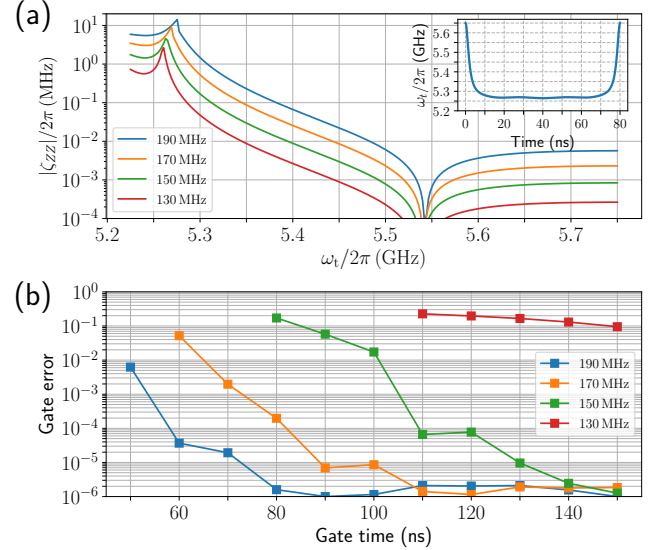 (a)
|ζ_ZZ|/2π (MHz)
10^1
10^0
10^−1
10^−2
10^−3
10^−4
190 MHz
170 MHz
150 MHz
130 MHz
5.2 5.3 5.4 5.5 5.6 5.7
ω_t/2π (GHz)
ω_t/2π (GHz)
5.6
5.5
5.4
5.3
5.2
0 20 40 60 80
Time (ns)
(b)
Gate error
10^0
10^−1
10^−2
10^−3
10^−4
10^−5
10^−6
190 MHz
170 MHz
150 MHz
130 MHz
60 80 100 120 140
Gate time (ns)